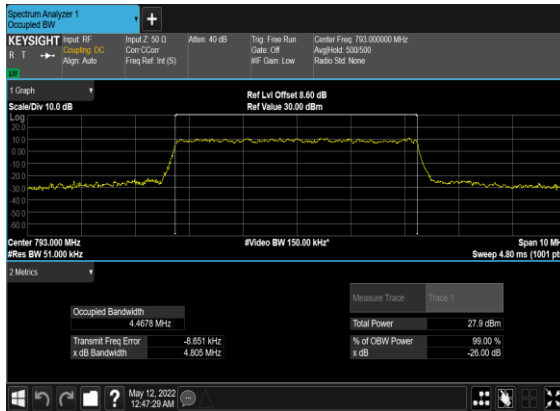 Spectrum Analyzer 1
Occupied BW
KEYSIGHT Input: RF Input Z: 50 Ω Atten: 40 dB Trig: Free Run Center Freq: 793.000000 MHz
R T Coupling: DC Corr CCorr Gate: Off Avg|Hold: 500/500
Align: Auto Freq Ref: Int (S) #IF Gain: Low Radio Std: None
1 Graph
Scale/Div 10.0 dB
Ref Lvl Offset 8.60 dB
Ref Value 30.00 dBm
Log
20.0
10.0
0.00
-10.0
-20.0
-30.0
-40.0
-50.0
-60.0
Center 793.000 MHz #Video BW 150.00 kHz* Span 10 MH
#Res BW 51.000 kHz Sweep 4.80 ms (1001 pt
2 Metrics
Measure Trace Trace 1
Occupied Bandwidth
4.4678 MHz
Total Power 27.9 dBm
Transmit Freq Error -8.651 kHz
% of OBW Power 99.00 %
x dB Bandwidth 4.805 MHz
x dB -26.00 dB
May 12, 2022
12:47:29 AM